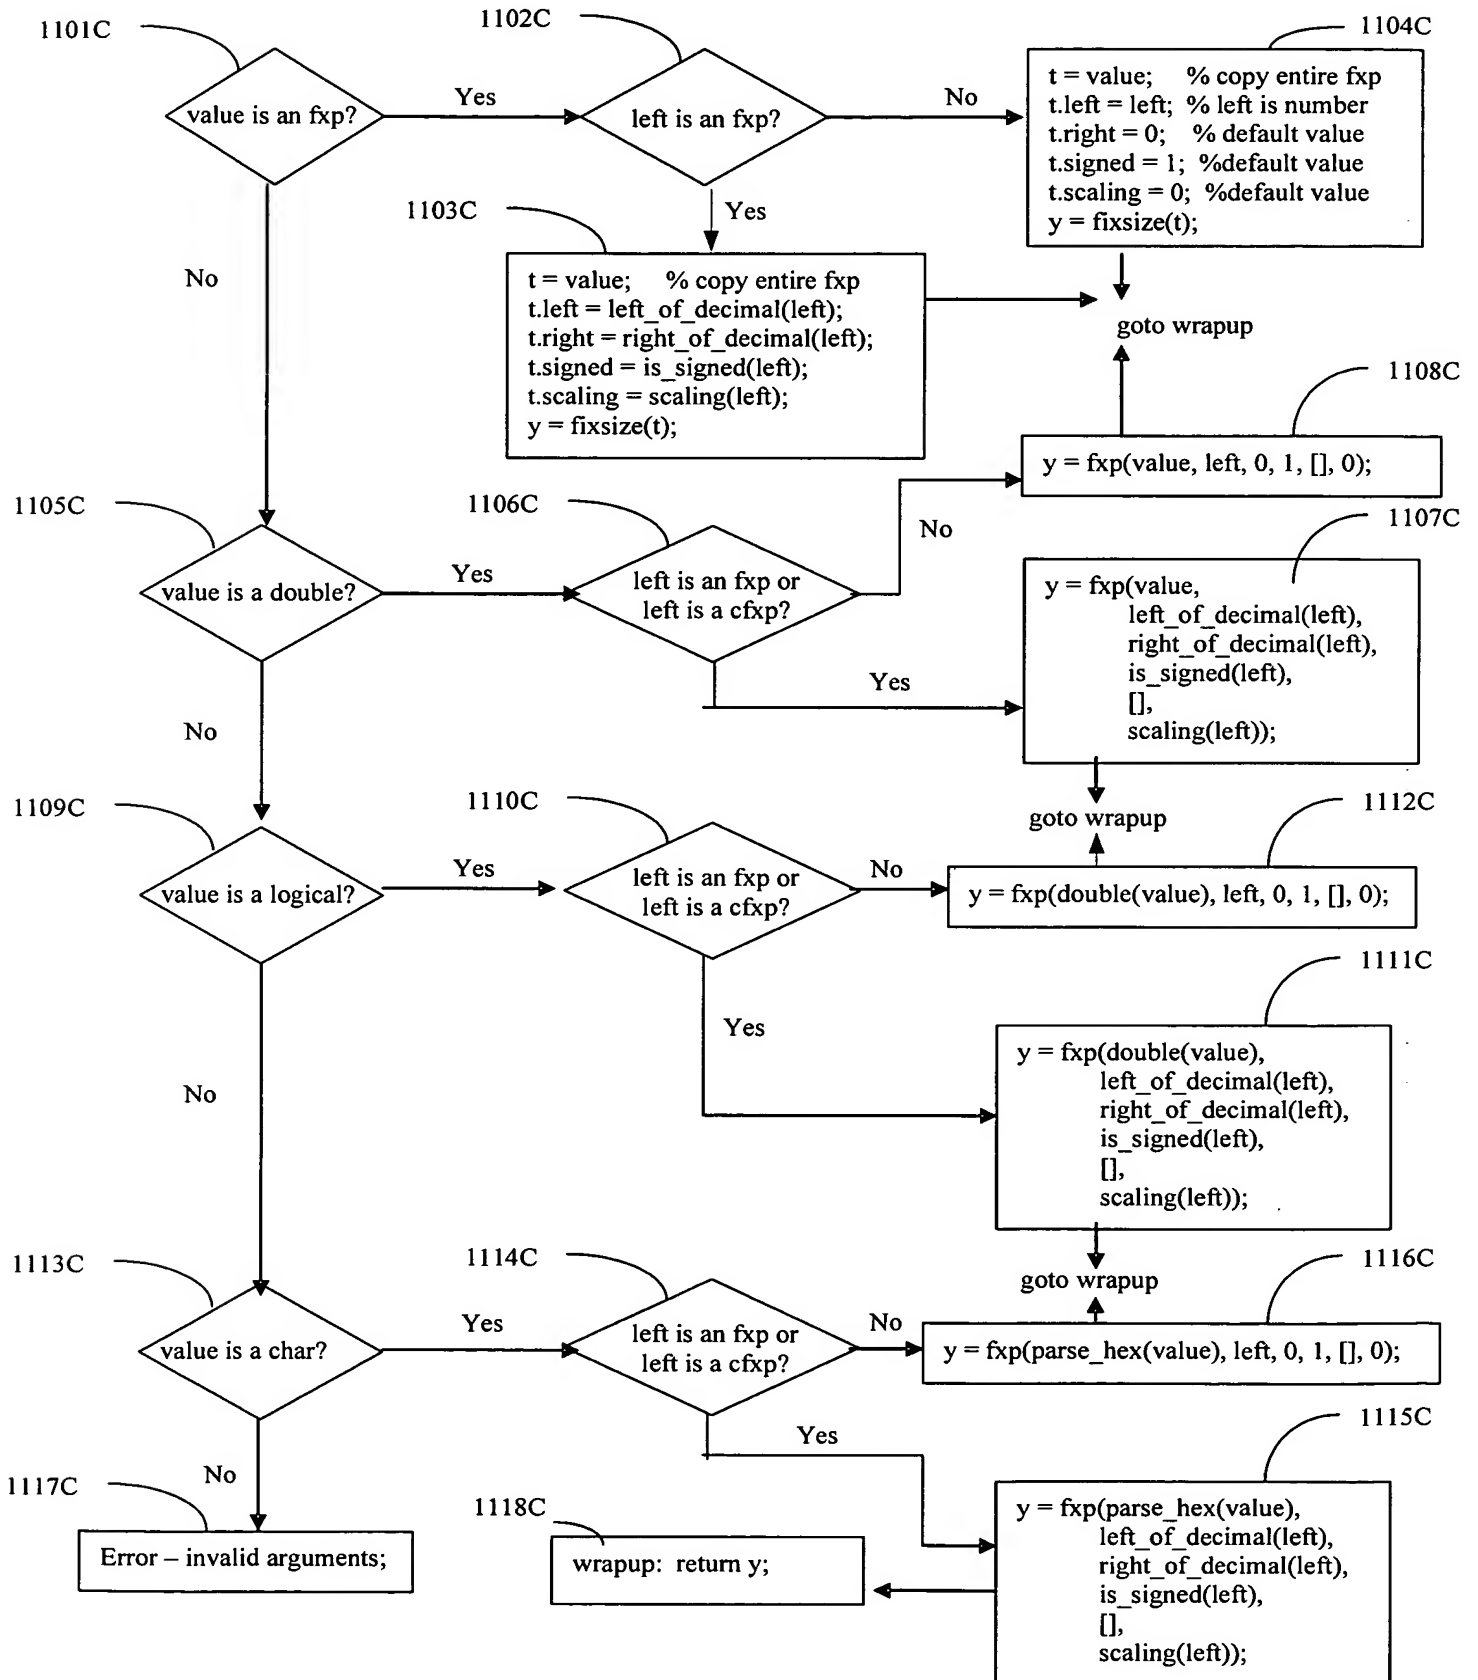 1101C
1102C
1104C
value is an fxp?
Yes
left is an fxp?
No
t = value; % copy entire fxp
t.left = left; % left is number
t.right = 0; % default value
t.signed = 1; %default value
t.scaling = 0; %default value
y = fixsize(t);
1103C
Yes
No
t = value; % copy entire fxp
t.left = left_of_decimal(left);
t.right = right_of_decimal(left);
t.signed = is_signed(left);
t.scaling = scaling(left);
y = fixsize(t);
goto wrapup
1108C
y = fxp(value, left, 0, 1, [], 0);
1105C
1106C
1107C
No
value is a double?
Yes
left is an fxp or
left is a cfxp?
Yes
y = fxp(value,
left_of_decimal(left),
right_of_decimal(left),
is_signed(left),
[],
scaling(left));
No
goto wrapup
1109C
1110C
1112C
value is a logical?
Yes
left is an fxp or
left is a cfxp?
No
y = fxp(double(value), left, 0, 1, [], 0);
1111C
Yes
y = fxp(double(value),
left_of_decimal(left),
right_of_decimal(left),
is_signed(left),
[],
scaling(left));
No
goto wrapup
1113C
1114C
1116C
value is a char?
Yes
left is an fxp or
left is a cfxp?
No
y = fxp(parse_hex(value), left, 0, 1, [], 0);
1115C
Yes
No
1117C
Error – invalid arguments;
1118C
wrapup: return y;
y = fxp(parse_hex(value),
left_of_decimal(left),
right_of_decimal(left),
is_signed(left),
[],
scaling(left));